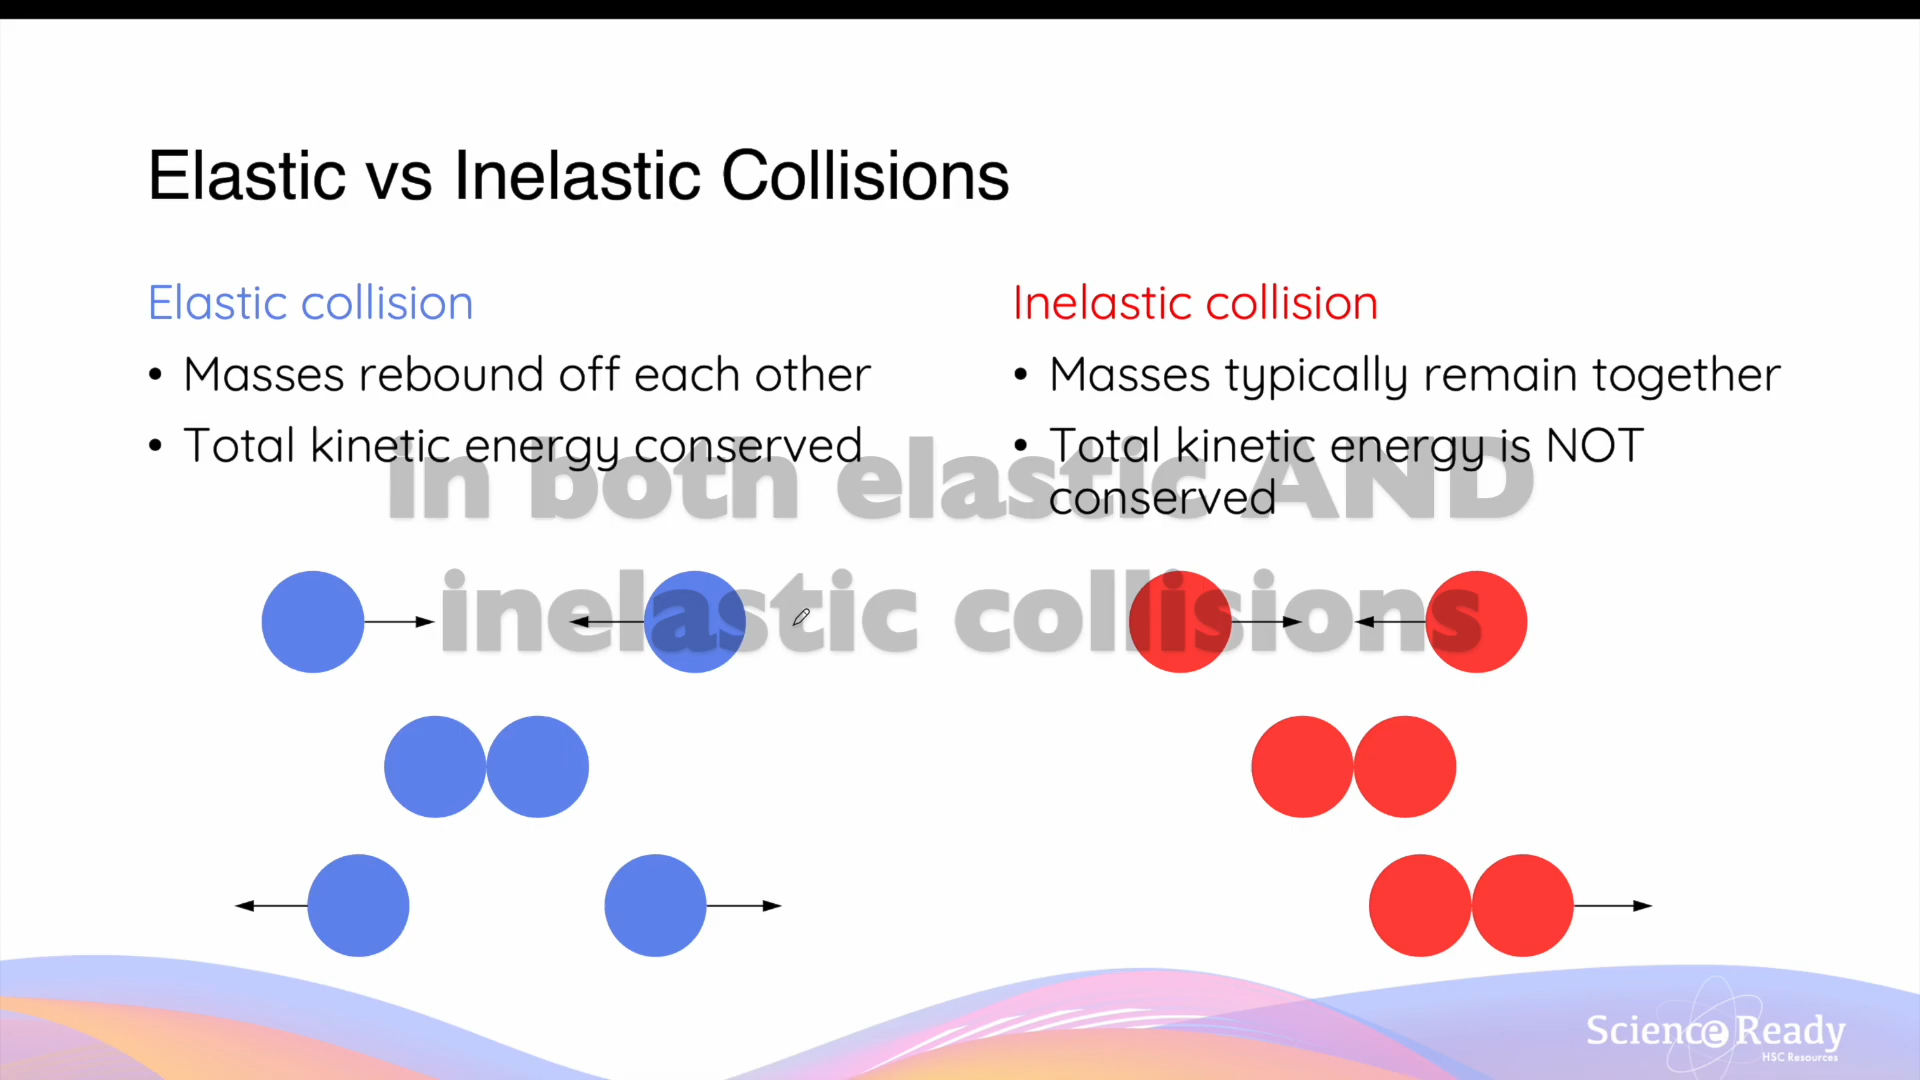 Elastic vs Inelastic Collisions
Elastic collision
• Masses rebound off each other
• Total kinetic energy conserved
Inelastic collision
• Masses typically remain together
• Total kinetic energy is NOT
conserved
In both elastic AND
inelastic collisions
Science Ready
HSC Resources